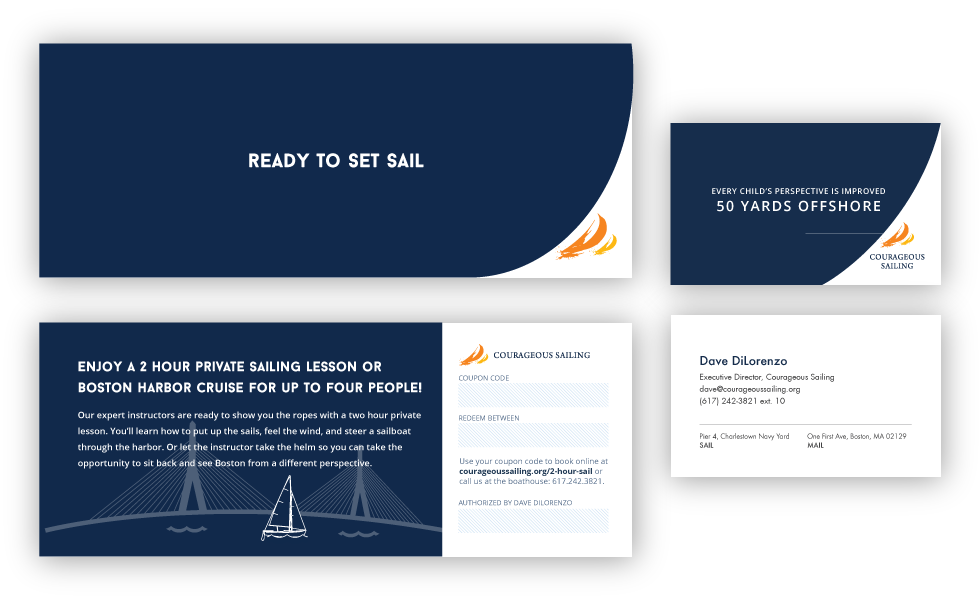 READY TO SET SAIL
EVERY CHILD'S PERSPECTIVE IS IMPROVED
50 YARDS OFFSHORE
COURAGEOUS
SAILING
ENJOY A 2 HOUR PRIVATE SAILING LESSON OR
BOSTON HARBOR CRUISE FOR UP TO FOUR PEOPLE!
Our expert instructors are ready to show you the ropes with a two hour private
lesson. You'll learn how to put up the sails, feel the wind, and steer a sailboat
through the harbor. Or let the instructor take the helm so you can take the
opportunity to sit back and see Boston from a different perspective.
COURAGEOUS SAILING
COUPON CODE
REDEEM BETWEEN
Use your coupon code to book online at
courageoussailing.org/2-hour-sail or
call us at the boathouse: 617.242.3821.
AUTHORIZED BY DAVE DILORENZO
Dave DiLorenzo
Executive Director, Courageous Sailing
dave@courageoussailing.org
(617) 242-3821 ext. 10
Pier 4, Charlestown Navy Yard
SAIL
One First Ave, Boston, MA 02129
MAIL